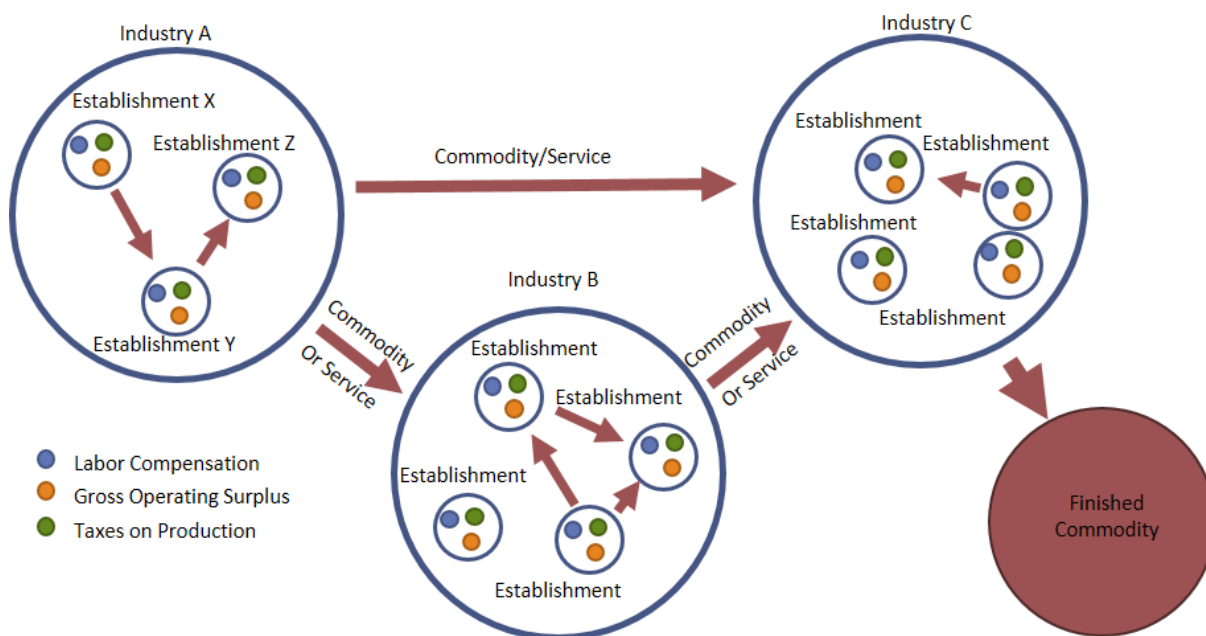 Industry A
Establishment X
Establishment Z
Establishment Y
Commodity/Service
Commodity
Or Service
Industry B
Establishment
Establishment
Establishment
Establishment
Commodity
Or Service
Industry C
Establishment
Establishment
Establishment
Establishment
Labor Compensation
Gross Operating Surplus
Taxes on Production
Finished
Commodity